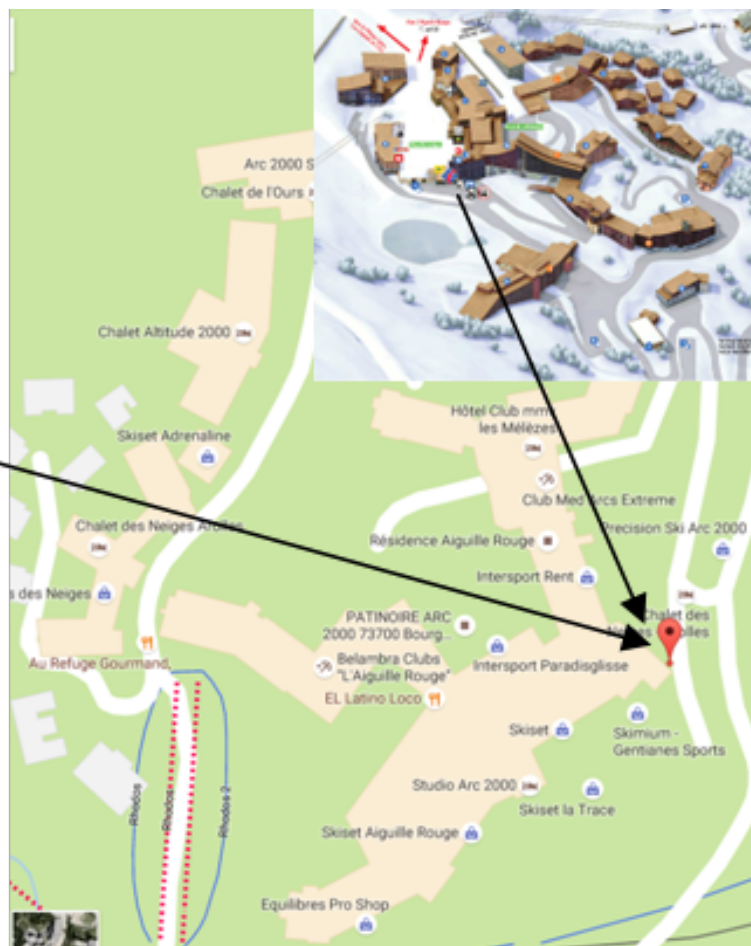 Arc 2000 S
Chalet de l'Ours
Chalet Altitude 2000
Skiset Adrenaline
Hôtel Club mmv
les Mélèzes
Club Med Arcs Extreme
Chalet des Neiges Arolles
Résidence Aiguille Rouge
Precision Ski Arc 2000
Intersport Rent
s des Neiges
Chalet des
PATINOIRE ARC
2000 73700 Bourg...
Intersport Paradisglisse
Au Refuge Gourmand,
Belambra Clubs
"L'Aiguille Rouge"
EL Latino Loco
Skiset
Skimium -
Gentianes Sports
Studio Arc 2000
Skiset la Trace
Rhodos
Rhodos
Rhodos 2
Skiset Aiguille Rouge
Equilibres Pro Shop